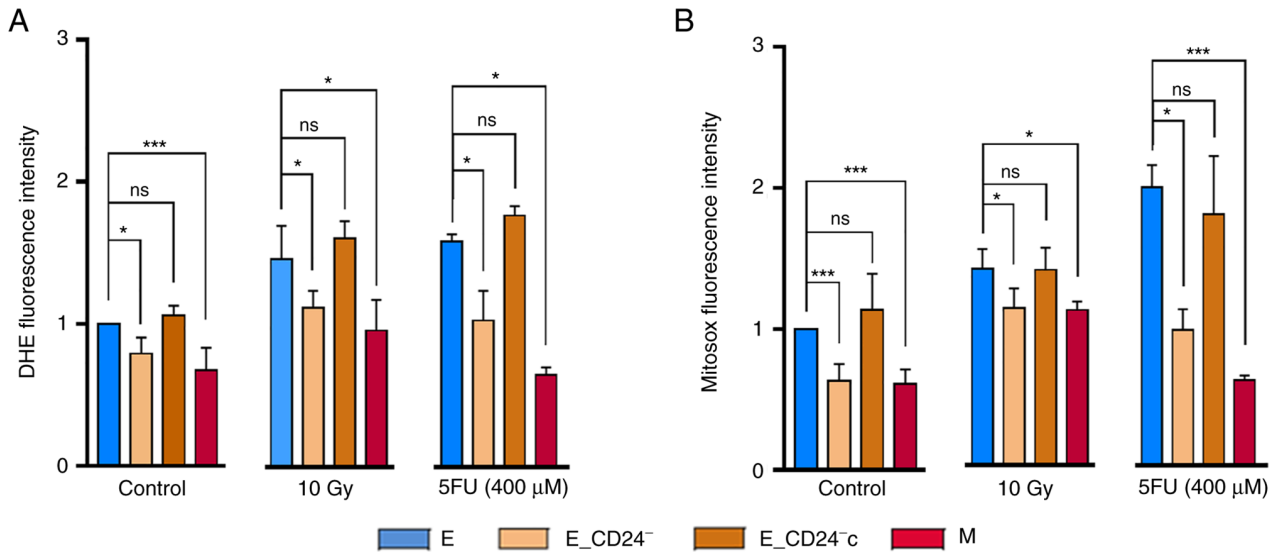 A
DHE fluorescence intensity
3
2
1
0
***
ns
*
*
ns
*
*
ns
*
Control
10 Gy
5FU (400 µM)
B
Mitosox fluorescence intensity
3
2
1
0
***
ns
***
*
ns
*
***
ns
*
Control
10 Gy
5FU (400 µM)
E
E_CD24⁻
E_CD24⁻c
M